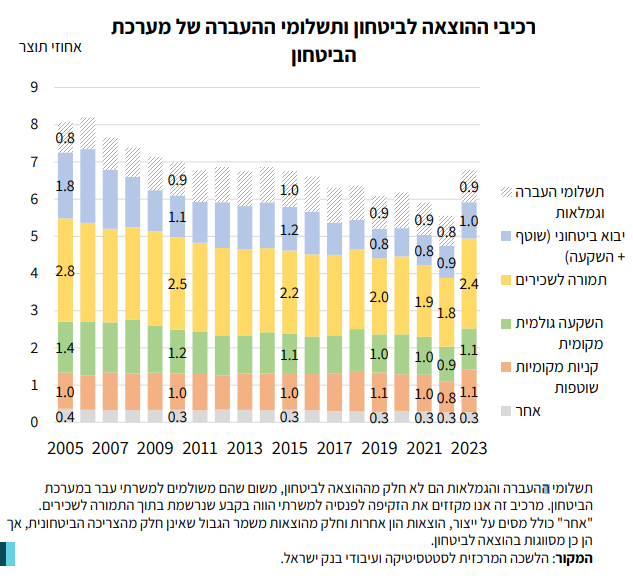 רכיבי ההוצאה לביטחון ותשלומי ההעברה של מערכת
הביטחון
אחוזי תוצר
9
8
7
6
5
4
3
2
1
0
0.8
1.8
2.8
1.4
1.0
0.4
0.9
1.1
2.5
1.2
1.0
0.3
1.0
1.2
2.2
1.1
1.0
0.3
0.9
0.8
2.0
1.0
1.1
0.3
0.9
0.8
1.9
1.0
1.0
0.3
0.8
0.9
1.8
0.9
0.8
0.3
0.9
1.0
2.4
1.1
1.1
0.3
2005 2007 2009 2011 2013 2015 2017 2019 2021 2023
תשלומי העברה
וגמלאות
יבוא ביטחוני (שוטף
+ השקעה)
תמורה לשכירים
השקעה גולמית
מקומית
קניות מקומיות
שוטפות
אחר
תשלומי ההעברה והגמלאות הם לא חלק מההוצאה לביטחון, משום שהם משולמים למשרתי עבר במערכת
הביטחון. מרכיב זה אנו מקזזים את הזקיפה לפנסיה למשרתי הווה בקבע שנרשמת בתוך התמורה לשכירים.
"אחר" כולל מסים על ייצור, הוצאות הון אחרות וחלק מהוצאות משמר הגבול שאינן חלק מהצריכה הביטחונית, אך
הן כן מסווגות בהוצאה לביטחון.
המקור: הלשכה המרכזית לסטטיסטיקה ועיבודי בנק ישראל.